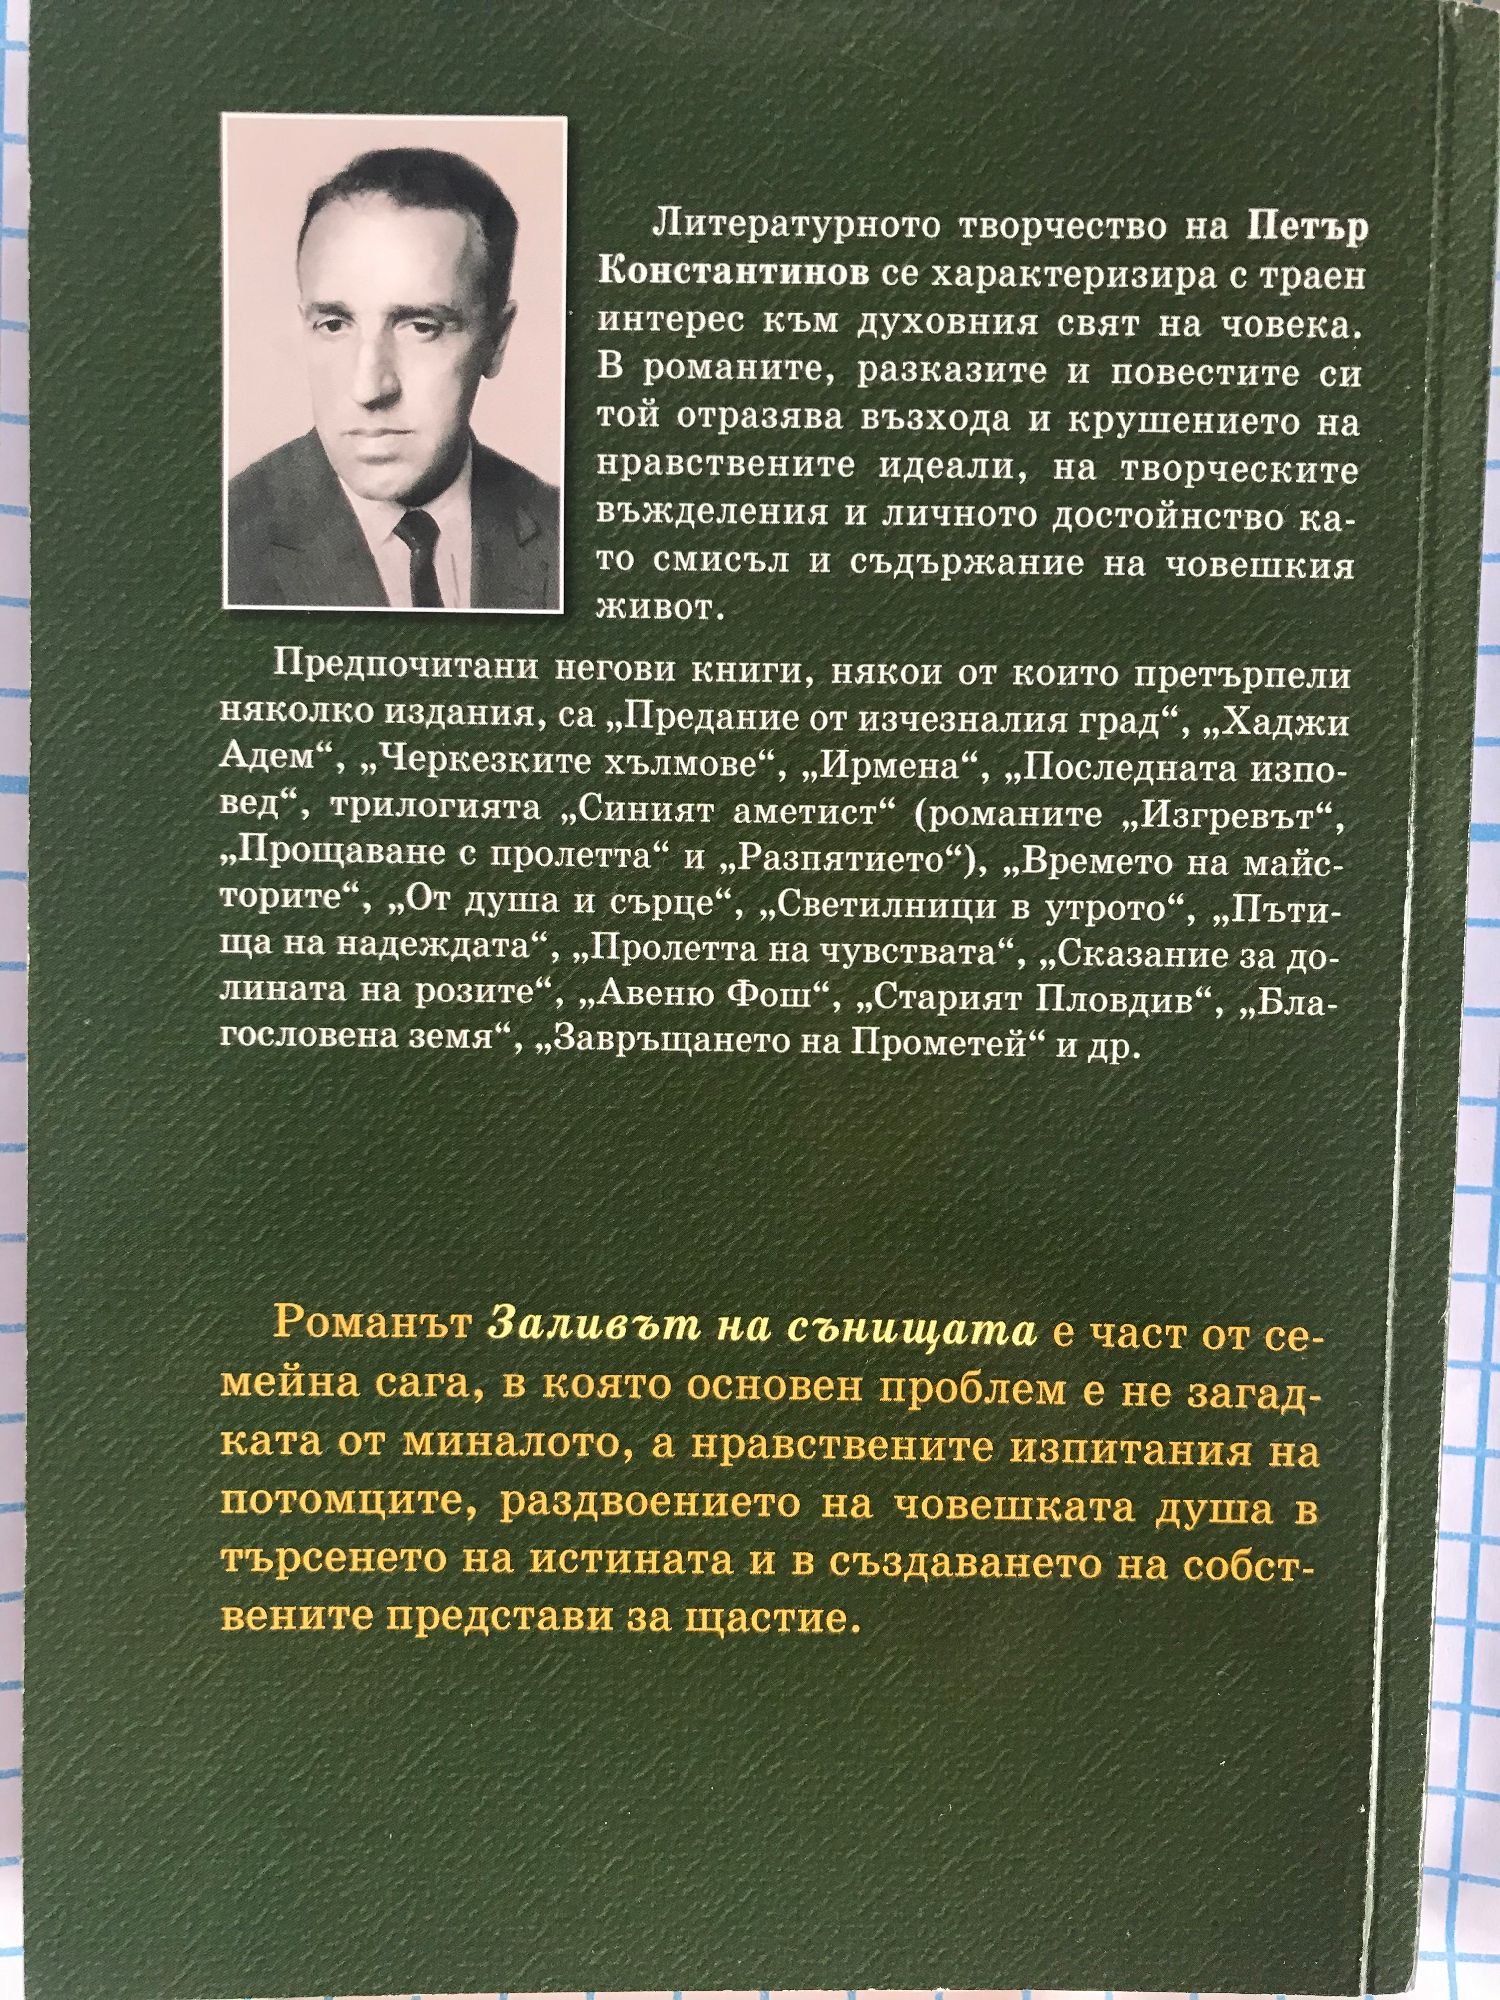 Литературното творчество на Петър
Константинов се характеризира с траен
интерес към духовния свят на човека.
В романите, разказите и повестите си
той отразява възхода и крушението на
нравствените идеали, на творческите
въжделения и личното достойнство ка-
то смисъл и съдържание на човешкия
живот.
Предпочитани негови книги, някои от които претърпели
няколко издания, са „Предание от изчезналия град“, „Хаджи
Адем“, „Черкезките хълмове“, „Ирмена“, „Последната изпо-
вед“, трилогията „Синият аметист“ (романите „Изгревът“,
„Прощаване с пролетта“ и „Разпятието“), „Времето на майс-
торите“, „От душа и сърце“, „Светилници в утрото“, „Пъти-
ща на надеждата“, „Пролетта на чувствата“, „Сказание за до-
лината на розите“, „Авеню Фош“, „Старият Пловдив“, „Бла-
гословена земя“, „Завръщането на Прометей“ и др.
Романът Заливът на сънищата е част от се-
мейна сага, в която основен проблем е не загад-
ката от миналото, а нравствените изпитания на
потомците, раздвоението на човешката душа в
търсенето на истината и в създаването на собст-
вените представи за щастие.